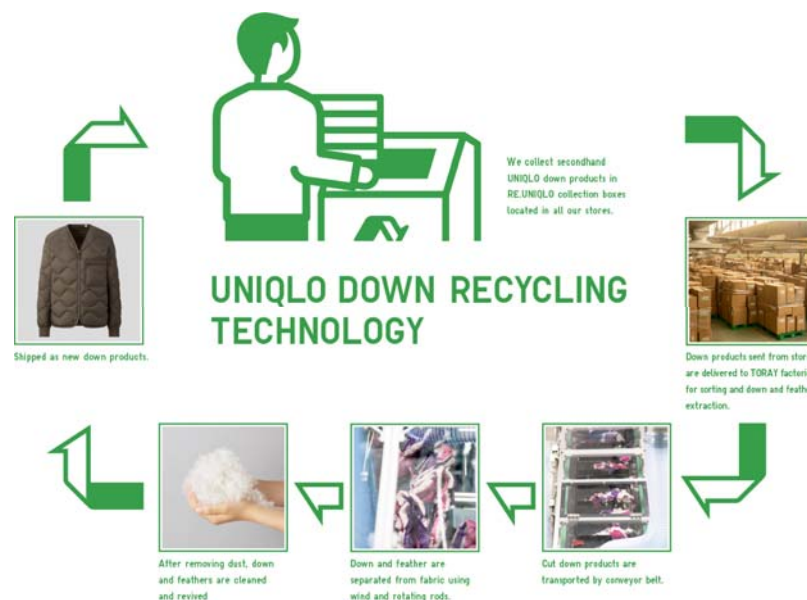 We collect secondhand
UNIQLO down products in
RE.UNIQLO collection boxes
located in all our stores.
UNIQLO DOWN RECYCLING
TECHNOLOGY
Shipped as new down products.
Down products sent from
are delivered to TORAY
for sorting and down and
extraction.
After removing dust, down
and feathers are cleaned
and revived
Down and feather are
separated from fabric using
wind and rotating rods.
Cut down products are
transported by conveyor belt.